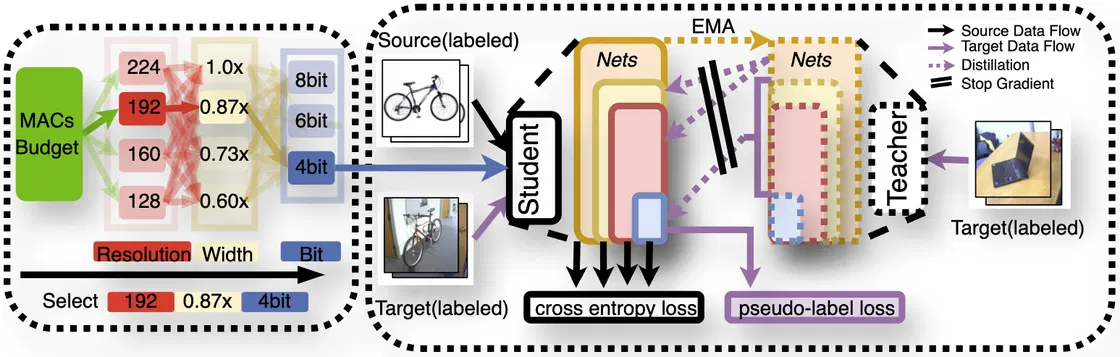 MACs
Budget
224
192
160
128
1.0x
0.87x
0.73x
0.60x
8bit
6bit
4bit
Resolution
Width
Bit
Select
192
0.87x
4bit
Source(labeled)
Target(labeled)
Student
Nets
EMA
Nets
Teacher
Source Data Flow
Target Data Flow
Distillation
Stop Gradient
Target(labeled)
cross entropy loss
pseudo-label loss